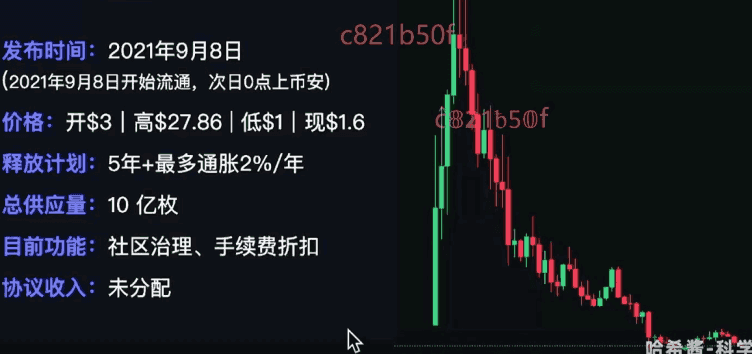 c821b50f
发布时间：2021年9月8日
(2021年9月8日开始流通，次日0点上币安)
c821b50f
价格：开$3｜高$27.86｜低$1｜现$1.6
释放计划：5年+最多通胀2%/年
总供应量：10 亿枚
目前功能：社区治理、手续费折扣
协议收入：未分配
哈希酱-科学